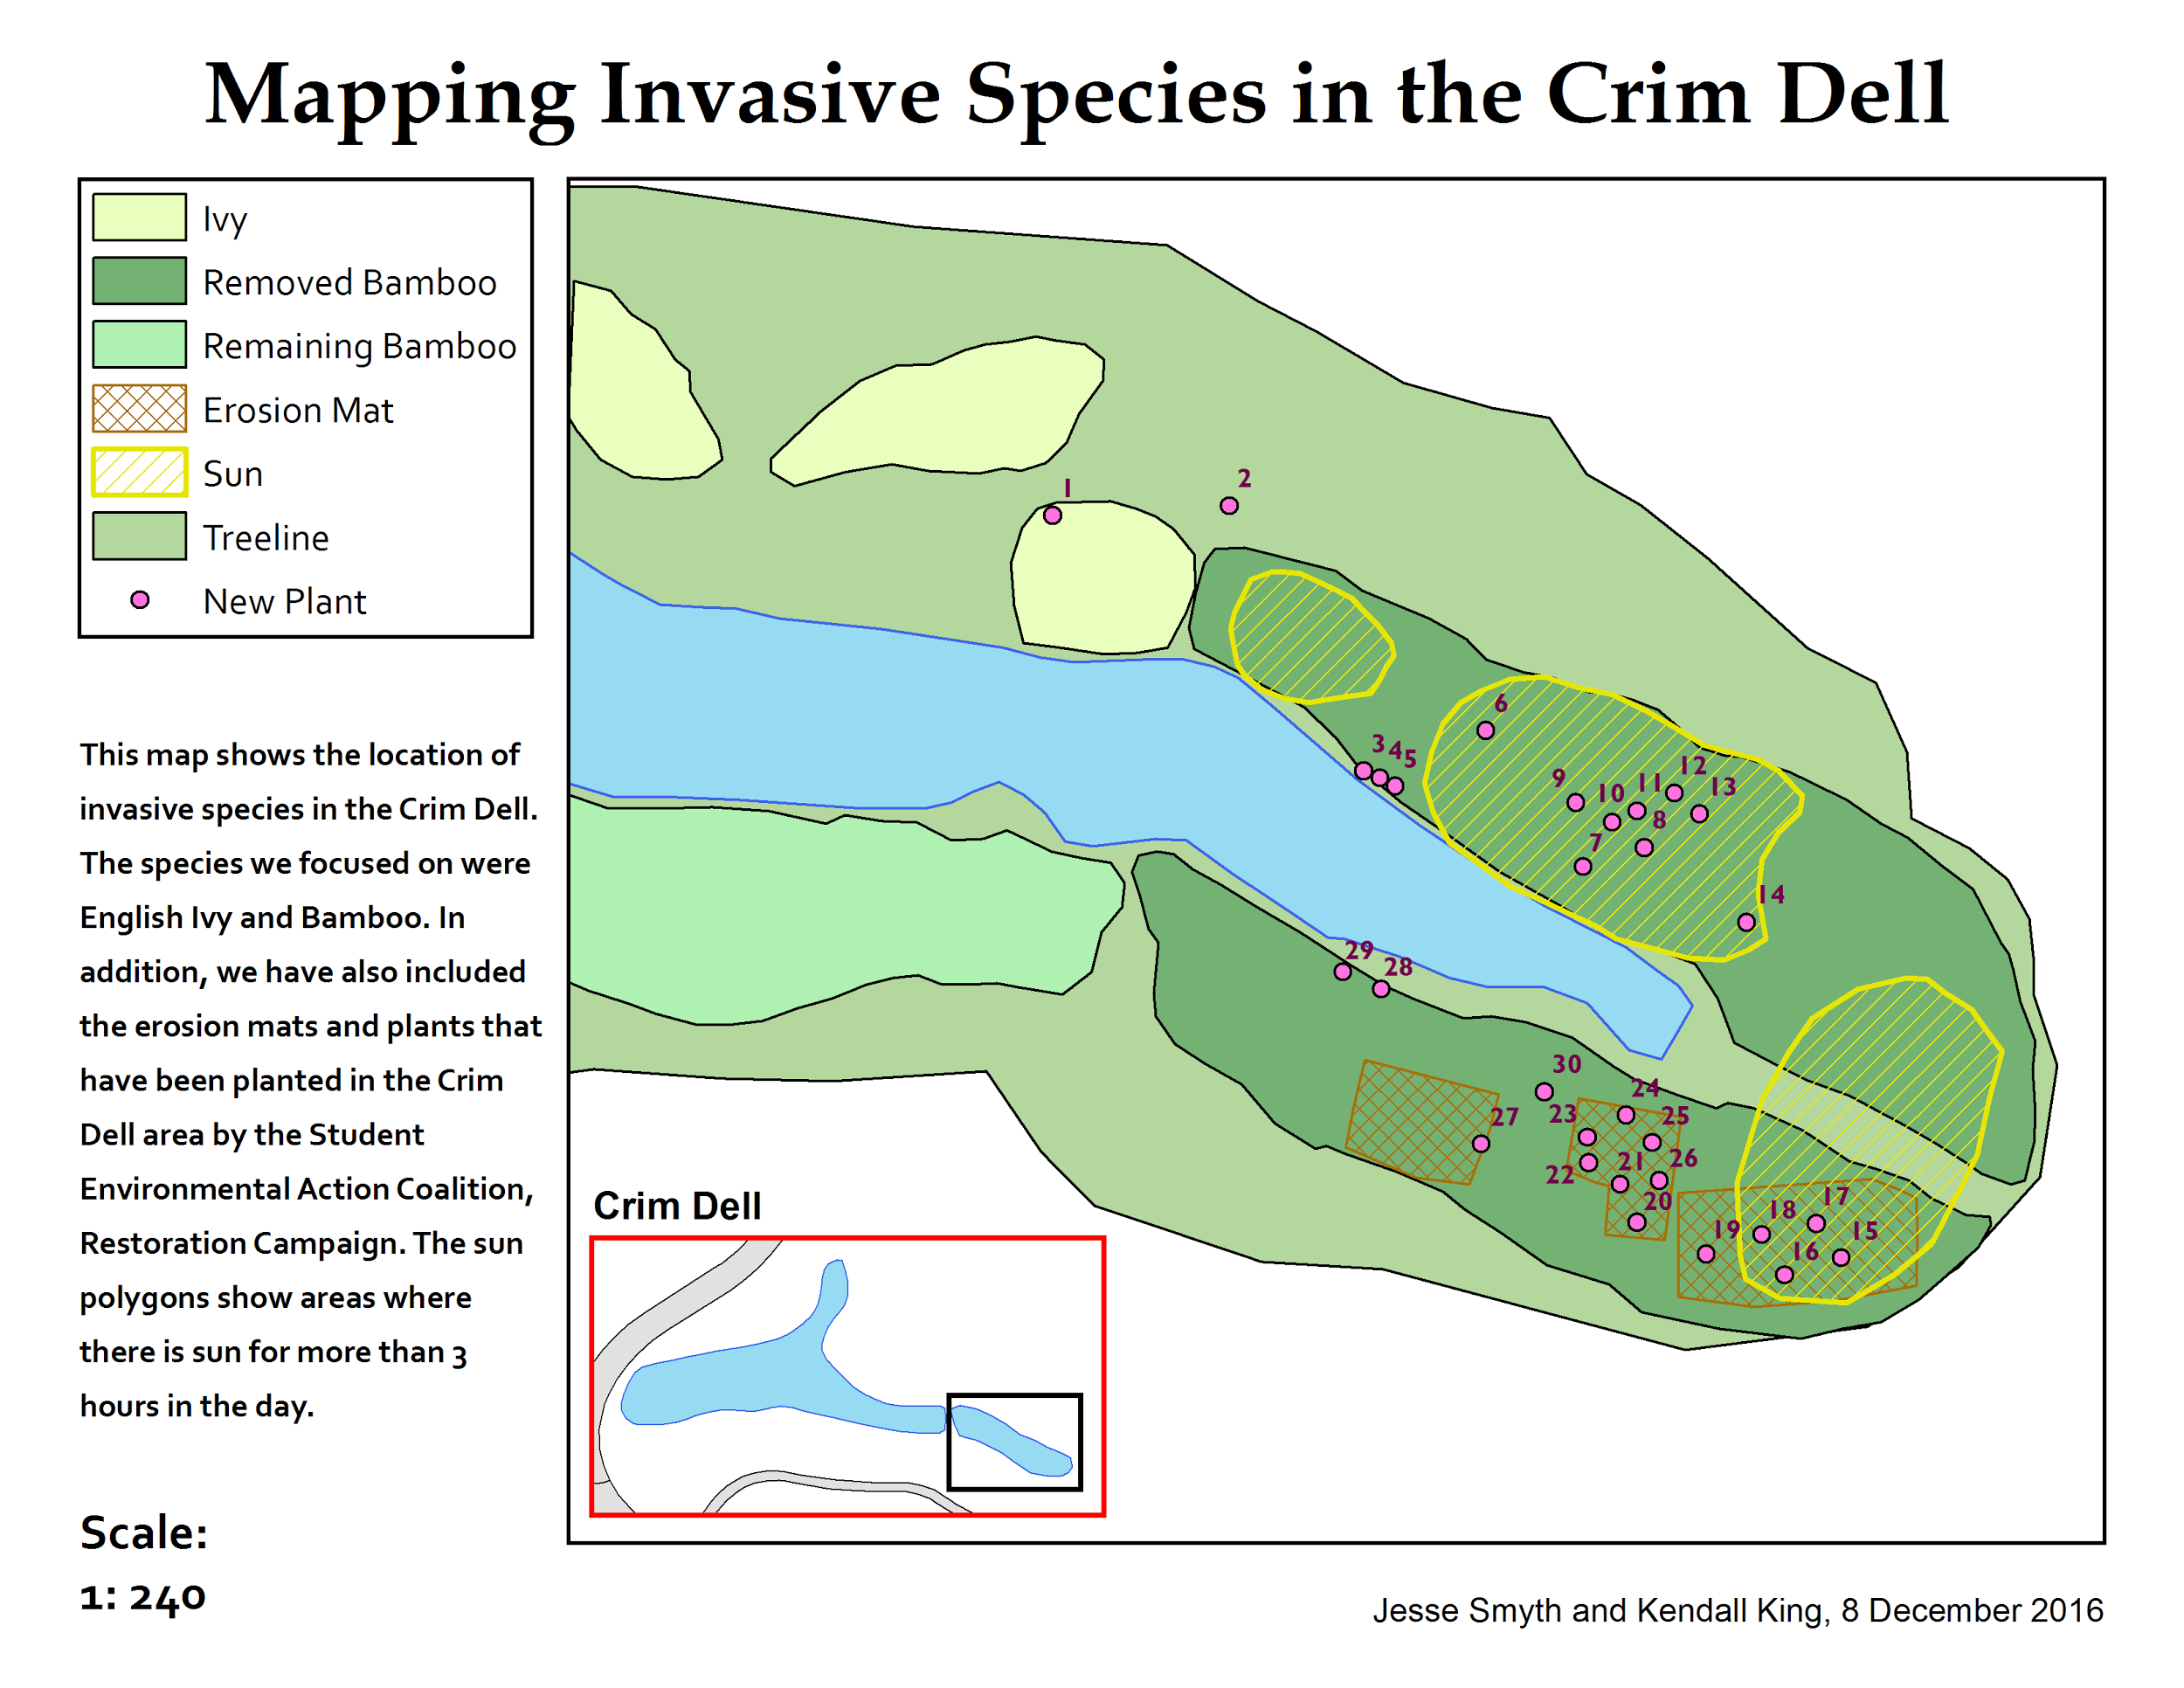 Mapping Invasive Species in the Crim Dell
Ivy
Removed Bamboo
Remaining Bamboo
Erosion Mat
Sun
Treeline
New Plant
This map shows the location of
invasive species in the Crim Dell.
The species we focused on were
English Ivy and Bamboo. In
addition, we have also included
the erosion mats and plants that
have been planted in the Crim
Dell area by the Student
Environmental Action Coalition,
Restoration Campaign. The sun
polygons show areas where
there is sun for more than 3
hours in the day.
Scale:
1: 240
1
2
3
4
5
6
9
10
11
12
13
7
8
14
29
28
30
27
23
24
25
22
21
26
20
19
18
17
16
15
Crim Dell
Jesse Smyth and Kendall King, 8 December 2016